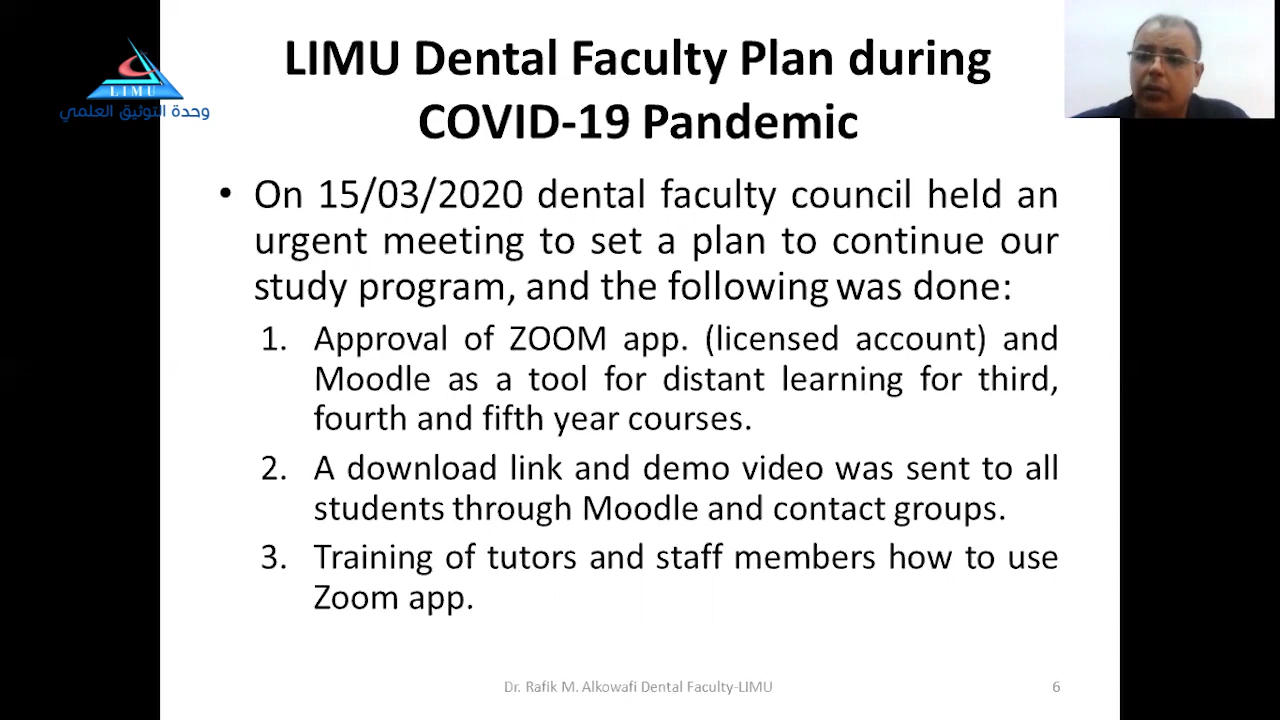 LIMU Dental Faculty Plan during
COVID-19 Pandemic
LIMU
وحدة التوثيق العلمي
• On 15/03/2020 dental faculty council held an
urgent meeting to set a plan to continue our
study program, and the following was done:
1. Approval of ZOOM app. (licensed account) and
Moodle as a tool for distant learning for third,
fourth and fifth year courses.
2. A download link and demo video was sent to all
students through Moodle and contact groups.
3. Training of tutors and staff members how to use
Zoom app.
Dr. Rafik M. Alkowafi Dental Faculty-LIMU
6